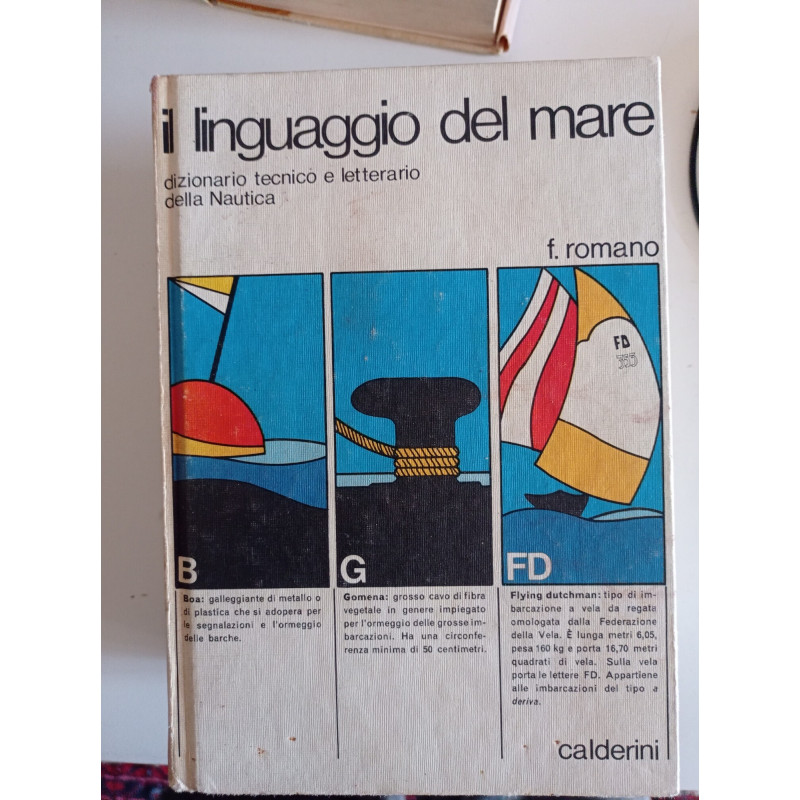 il linguaggio del mare
dizionario tecnico e letterario
della Nautica
f. romano
FD
B
G
FD
Boa: galleggiante di metallo o
di plastica che si adopera per
le segnalazioni e l'ormeggio
delle barche.
Gomena: grosso cavo di fibra
vegetale in genere impiegato
per l'ormeggio delle grosse im-
barcazioni. Ha una circonfe-
renza minima di 50 centimetri.
Flying dutchman: tipo di im-
barcazione a vela da regata
omologata dalla Federazione
della Vela. È lunga metri 6,05,
pesa 160 kg e porta 16,70 metri
quadrati di vela. Sulla vela
porta le lettere FD. Appartiene
alle imbarcazioni del tipo a
deriva.
calderini